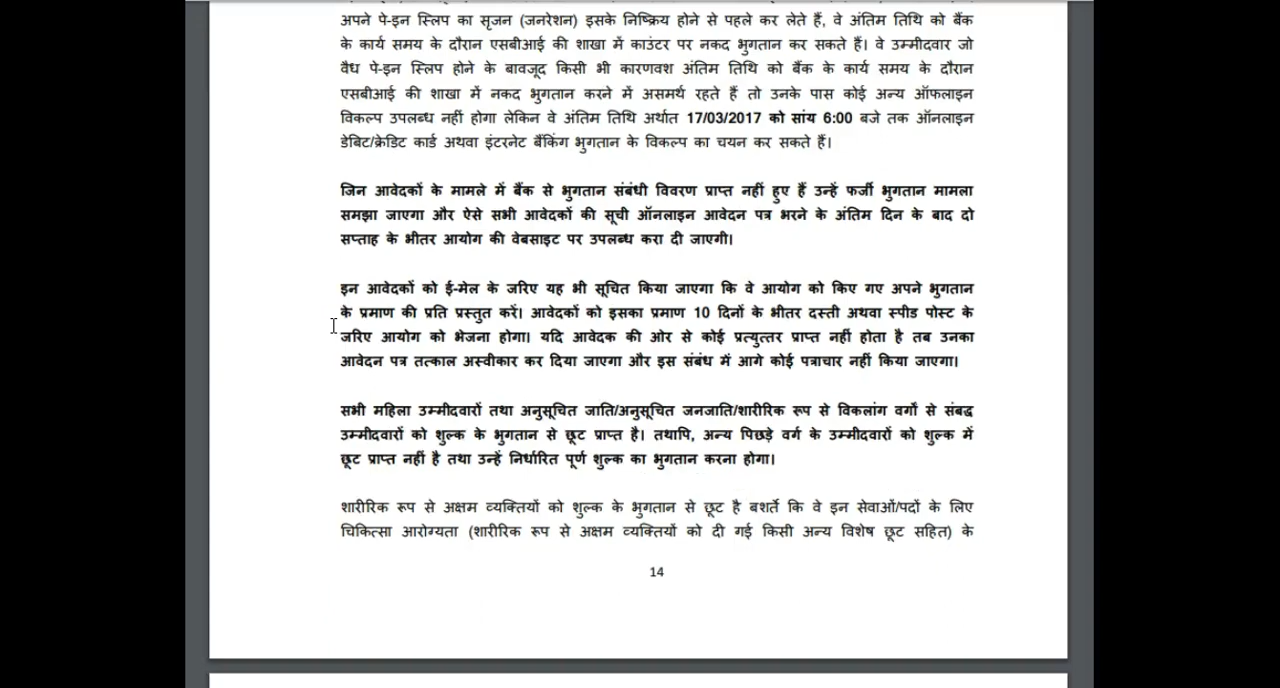 अपने पे-इन स्लिप का सृजन (जनरेशन) इसके निष्क्रिय होने से पहले कर लेते हैं, वे अंतिम तिथि को बैंक
के कार्य समय के दौरान एसबीआई की शाखा में काउंटर पर नकद भुगतान कर सकते हैं। वे उम्मीदवार जो
वैध पे-इन स्लिप होने के बावजूद किसी भी कारणवश अंतिम तिथि को बैंक के कार्य समय के दौरान
एसबीआई की शाखा में नकद भुगतान करने में असमर्थ रहते हैं तो उनके पास कोई अन्य ऑफलाइन
विकल्प उपलब्ध नहीं होगा लेकिन वे अंतिम तिथि अर्थात 17/03/2017 को सांय 6:00 बजे तक ऑनलाइन
डेबिट/क्रेडिट कार्ड अथवा इंटरनेट बैंकिंग भुगतान के विकल्प का चयन कर सकते हैं।
जिन आवेदकों के मामले में बैंक से भुगतान संबंधी विवरण प्राप्त नहीं हुए हैं उन्हें फर्जी भुगतान मामला
समझा जाएगा और ऐसे सभी आवेदकों की सूची ऑनलाइन आवेदन पत्र भरने के अंतिम दिन के बाद दो
सप्ताह के भीतर आयोग की वेबसाइट पर उपलब्ध करा दी जाएगी।
इन आवेदकों को ई-मेल के जरिए यह भी सूचित किया जाएगा कि वे आयोग को किए गए अपने भुगतान
के प्रमाण की प्रति प्रस्तुत करें। आवेदकों को इसका प्रमाण 10 दिनों के भीतर दस्ती अथवा स्पीड पोस्ट के
जरिए आयोग को भेजना होगा। यदि आवेदक की ओर से कोई प्रत्युत्तर प्राप्त नहीं होता है तब उनका
आवेदन पत्र तत्काल अस्वीकार कर दिया जाएगा और इस संबंध में आगे कोई पत्राचार नहीं किया जाएगा।
सभी महिला उम्मीदवारों तथा अनुसूचित जाति/अनुसूचित जनजाति/शारीरिक रूप से विकलांग वर्गों से संबद्ध
उम्मीदवारों को शुल्क के भुगतान से छूट प्राप्त है। तथापि, अन्य पिछड़े वर्ग के उम्मीदवारों को शुल्क में
छूट प्राप्त नहीं है तथा उन्हें निर्धारित पूर्ण शुल्क का भुगतान करना होगा।
शारीरिक रूप से अक्षम व्यक्तियों को शुल्क के भुगतान से छूट है बशर्ते कि वे इन सेवाओं/पदों के लिए
चिकित्सा आरोग्यता (शारीरिक रूप से अक्षम व्यक्तियों को दी गई किसी अन्य विशेष छूट सहित) के
14